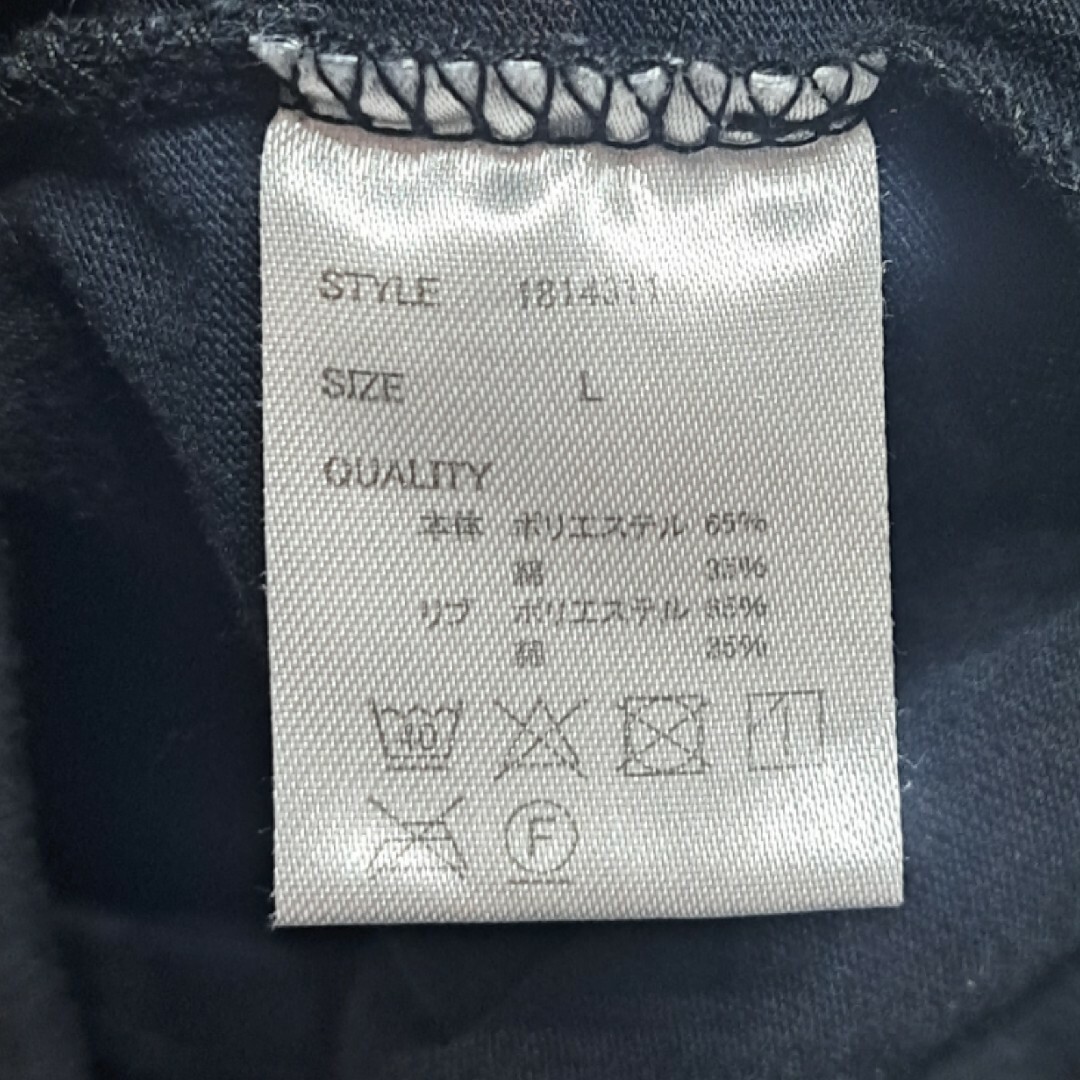 STYLE 1814311
SIZE L
QUALITY
本体 ポリエステル 65%
綿 35%
リブ ポリエステル 65%
綿 35%
40
F